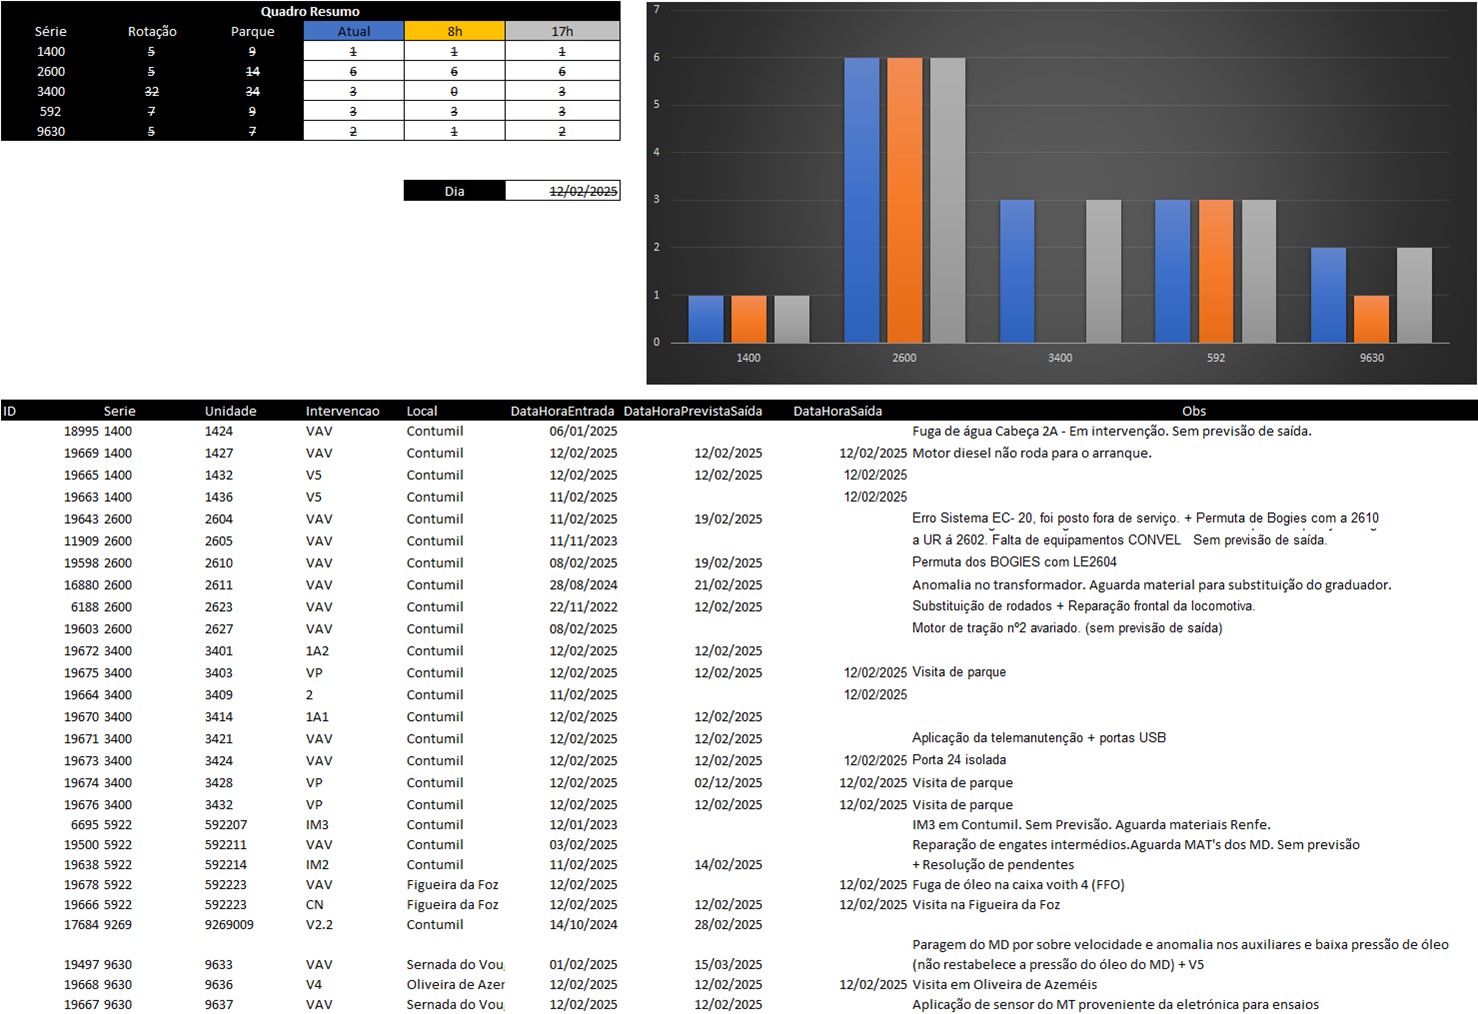 Quadro Resumo
Série Rotação Parque Atual 8h 17h
1400 5 9 1 1 1
2600 5 14 6 6 6
3400 32 34 3 0 3
592 7 9 3 3 3
9630 5 7 2 1 2
Dia 12/02/2025
7
6
5
4
3
2
1
0
1400 2600 3400 592 9630
ID Serie Unidade Intervencao Local DataHoraEntrada DataHoraPrevistaSaída DataHoraSaída Obs
18995 1400 1424 VAV Contumil 06/01/2025 Fuga de água Cabeça 2A - Em intervenção. Sem previsão de saída.
19669 1400 1427 VAV Contumil 12/02/2025 12/02/2025 12/02/2025 Motor diesel não roda para o arranque.
19665 1400 1432 V5 Contumil 12/02/2025 12/02/2025 12/02/2025
19663 1400 1436 V5 Contumil 11/02/2025 12/02/2025
19643 2600 2604 VAV Contumil 11/02/2025 19/02/2025 Erro Sistema EC- 20, foi posto fora de serviço. + Permuta de Bogies com a 2610
11909 2600 2605 VAV Contumil 11/11/2023 a UR á 2602. Falta de equipamentos CONVEL Sem previsão de saída.
19598 2600 2610 VAV Contumil 08/02/2025 19/02/2025 Permuta dos BOGIES com LE2604
16880 2600 2611 VAV Contumil 28/08/2024 21/02/2025 Anomalia no transformador. Aguarda material para substituição do graduador.
6188 2600 2623 VAV Contumil 22/11/2022 12/02/2025 Substituição de rodados + Reparação frontal da locomotiva.
19603 2600 2627 VAV Contumil 08/02/2025 Motor de tração nº2 avariado. (sem previsão de saída)
19672 3400 3401 1A2 Contumil 12/02/2025 12/02/2025
19675 3400 3403 VP Contumil 12/02/2025 12/02/2025 12/02/2025 Visita de parque
19664 3400 3409 2 Contumil 11/02/2025 12/02/2025
19670 3400 3414 1A1 Contumil 12/02/2025 12/02/2025
19671 3400 3421 VAV Contumil 12/02/2025 12/02/2025 Aplicação da telemanutenção + portas USB
19673 3400 3424 VAV Contumil 12/02/2025 12/02/2025 12/02/2025 Porta 24 isolada
19674 3400 3428 VP Contumil 12/02/2025 02/12/2025 12/02/2025 Visita de parque
19676 3400 3432 VP Contumil 12/02/2025 12/02/2025 12/02/2025 Visita de parque
6695 5922 592207 IM3 Contumil 12/01/2023 IM3 em Contumil. Sem Previsão. Aguarda materiais Renfe.
19500 5922 592211 VAV Contumil 03/02/2025 Reparação de engates intermédios.Aguarda MAT's dos MD. Sem previsão
19638 5922 592214 IM2 Contumil 11/02/2025 14/02/2025 + Resolução de pendentes
19678 5922 592223 VAV Figueira da Foz 12/02/2025 12/02/2025 Fuga de óleo na caixa voith 4 (FFO)
19666 5922 592223 CN Figueira da Foz 12/02/2025 12/02/2025 12/02/2025 Visita na Figueira da Foz
17684 9269 9269009 V2.2 Contumil 14/10/2024 28/02/2025
Paragem do MD por sobre velocidade e anomalia nos auxiliares e baixa pressão de óleo
19497 9630 9633 VAV Sernada do Vou 01/02/2025 15/03/2025 (não restabelece a pressão do óleo do MD) + V5
19668 9630 9636 V4 Oliveira de Azer 12/02/2025 12/02/2025 12/02/2025 Visita em Oliveira de Azeméis
19667 9630 9637 VAV Sernada do Vou 12/02/2025 12/02/2025 Aplicação de sensor do MT proveniente da eletrónica para ensaios